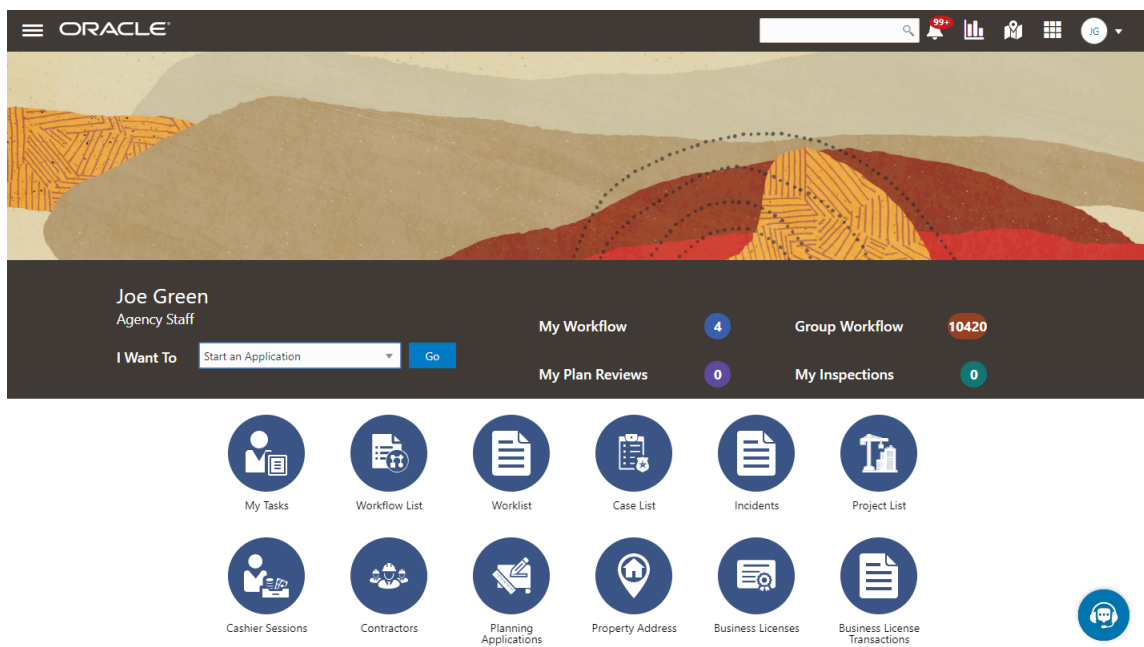 ORACLE
99+
JG
Joe Green
Agency Staff
I Want To
Start an Application
Go
My Workflow
4
Group Workflow
10420
My Plan Reviews
0
My Inspections
0
My Tasks
Workflow List
Worklist
Case List
Incidents
Project List
Cashier Sessions
Contractors
Planning
Applications
Property Address
Business Licenses
Business License
Transactions